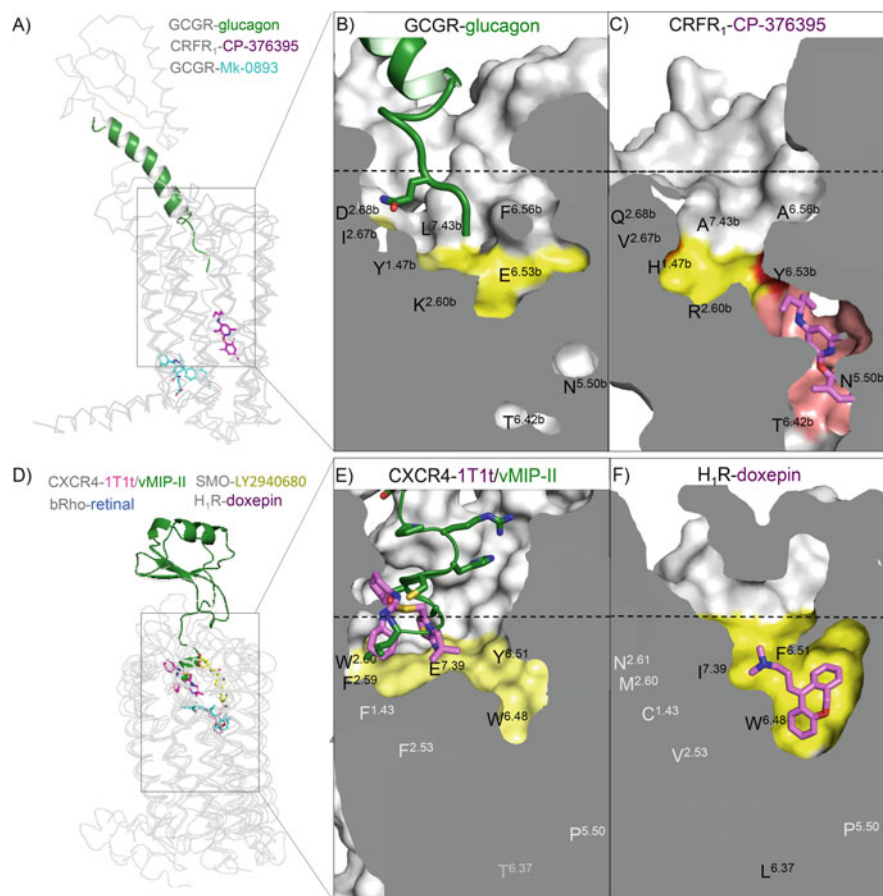 A)
GCGR-glucagon
CRFR₁-CP-376395
GCGR-Mk-0893
B) GCGR-glucagon
D²·⁶⁸ᵇ
I²·⁶⁷ᵇ
L⁷·⁴³ᵇ
F⁶·⁵⁶ᵇ
Y¹·⁴⁷ᵇ
E⁶·⁵³ᵇ
K²·⁶⁰ᵇ
N⁵·⁵⁰ᵇ
T⁶·⁴²ᵇ
C) CRFR₁-CP-376395
Q²·⁶⁸ᵇ
A⁷·⁴³ᵇ
A⁶·⁵⁶ᵇ
V²·⁶⁷ᵇ
H¹·⁴⁷ᵇ
Y⁶·⁵³ᵇ
R²·⁶⁰ᵇ
N⁵·⁵⁰ᵇ
T⁶·⁴²ᵇ
D)
CXCR4-1T1t/vMIP-II SMO-LY2940680
bRho-retinal H₁R-doxepin
E) CXCR4-1T1t/vMIP-II
W²·⁶⁰
E⁷·³⁹
Y⁶·⁵¹
F²·⁵⁹
F¹·⁴³
W⁶·⁴⁸
F²·⁵³
P⁵·⁵⁰
T⁶·³⁷
F) H₁R-doxepin
N²·⁶¹
I⁷·³⁹
F⁶·⁵¹
M²·⁶⁰
C¹·⁴³
W⁶·⁴⁸
V²·⁵³
P⁵·⁵⁰
L⁶·³⁷